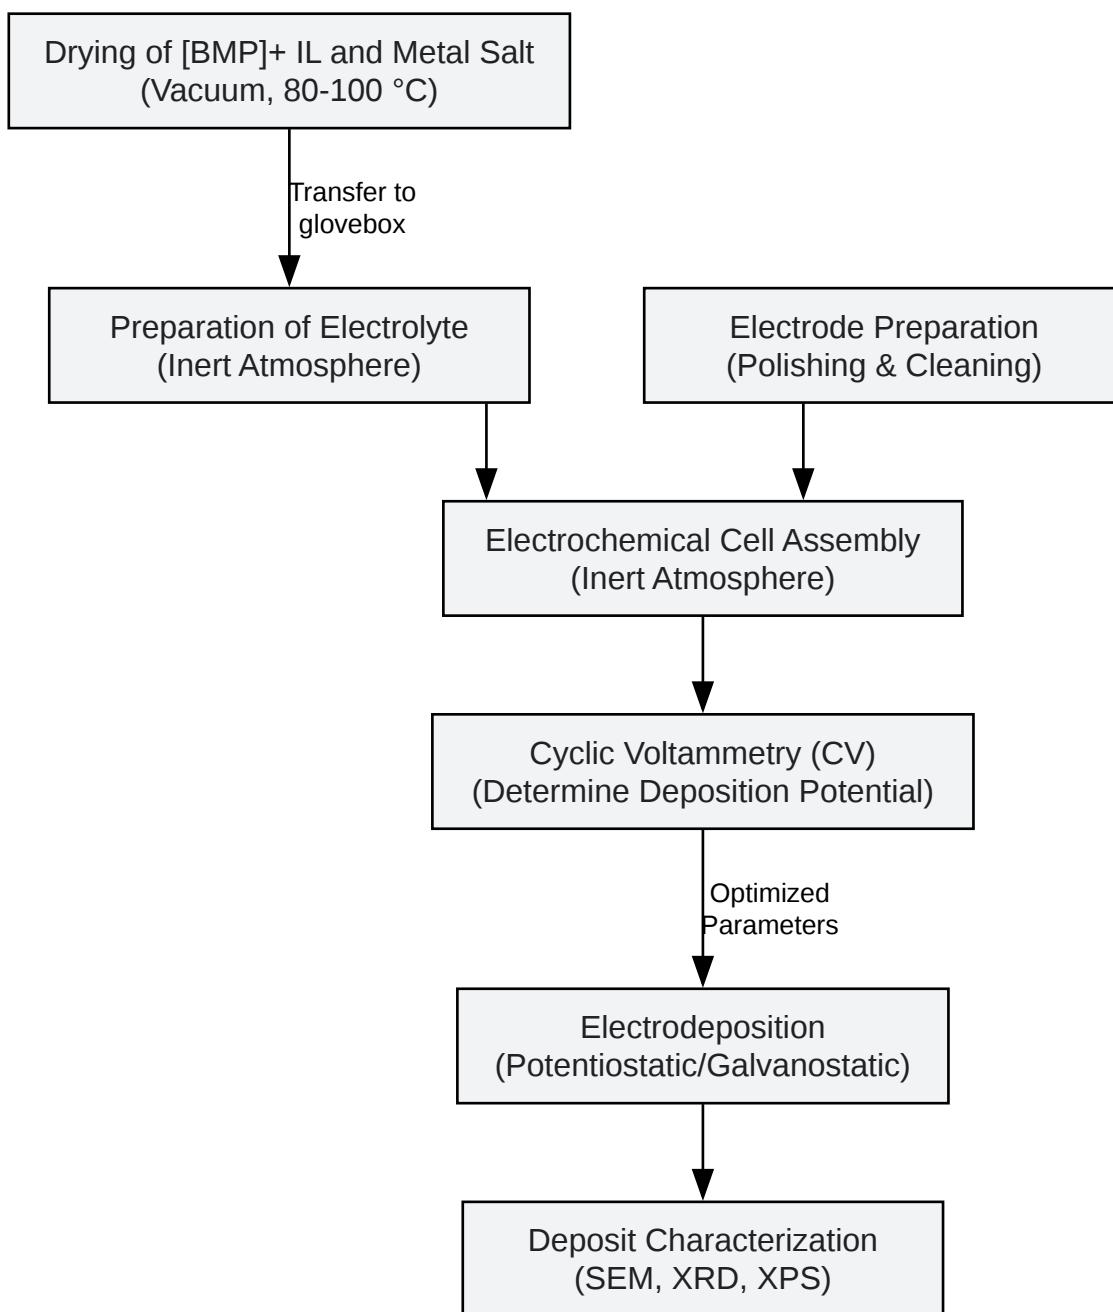 Drying of [BMP]+ IL and Metal Salt
(Vacuum, 80-100 °C)
Transfer to
glovebox
Preparation of Electrolyte
(Inert Atmosphere)
Electrode Preparation
(Polishing & Cleaning)
Electrochemical Cell Assembly
(Inert Atmosphere)
Cyclic Voltammetry (CV)
(Determine Deposition Potential)
Optimized
Parameters
Electrodeposition
(Potentiostatic/Galvanostatic)
Deposit Characterization
(SEM, XRD, XPS)